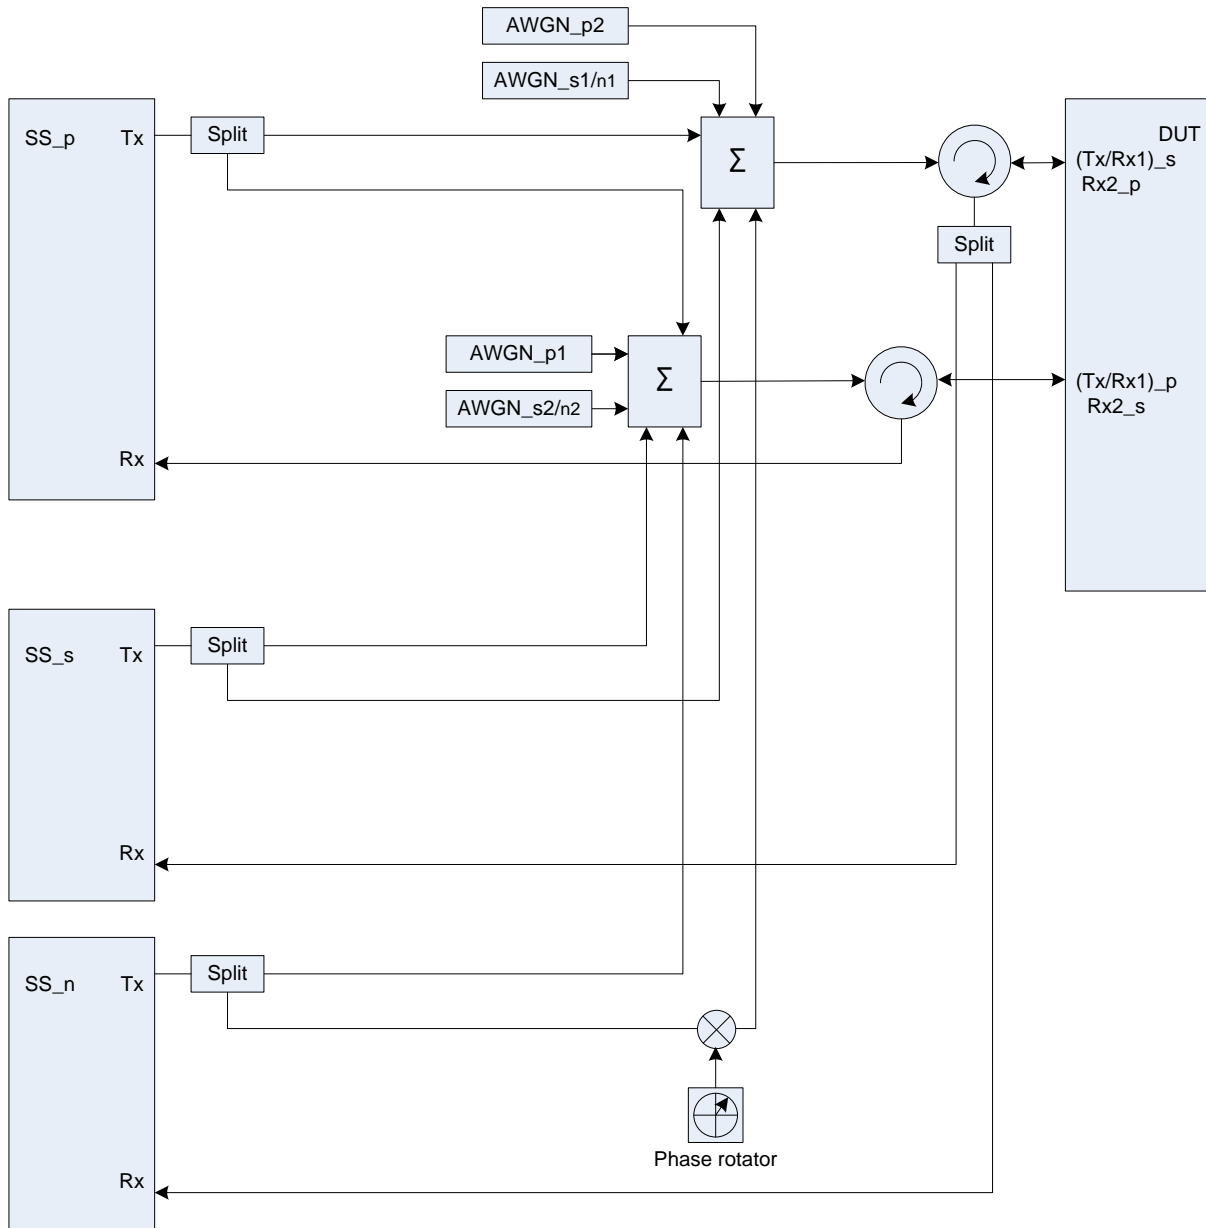 AWGN_p2
AWGN_s1/n1
SS_p
Tx
Split
Σ
DUT
(Tx/Rx1)_s
Rx2_p
Split
AWGN_p1
Σ
AWGN_s2/n2
(Tx/Rx1)_p
Rx2_s
Rx
SS_s
Tx
Split
Rx
SS_n
Tx
Split
Phase rotator
Rx